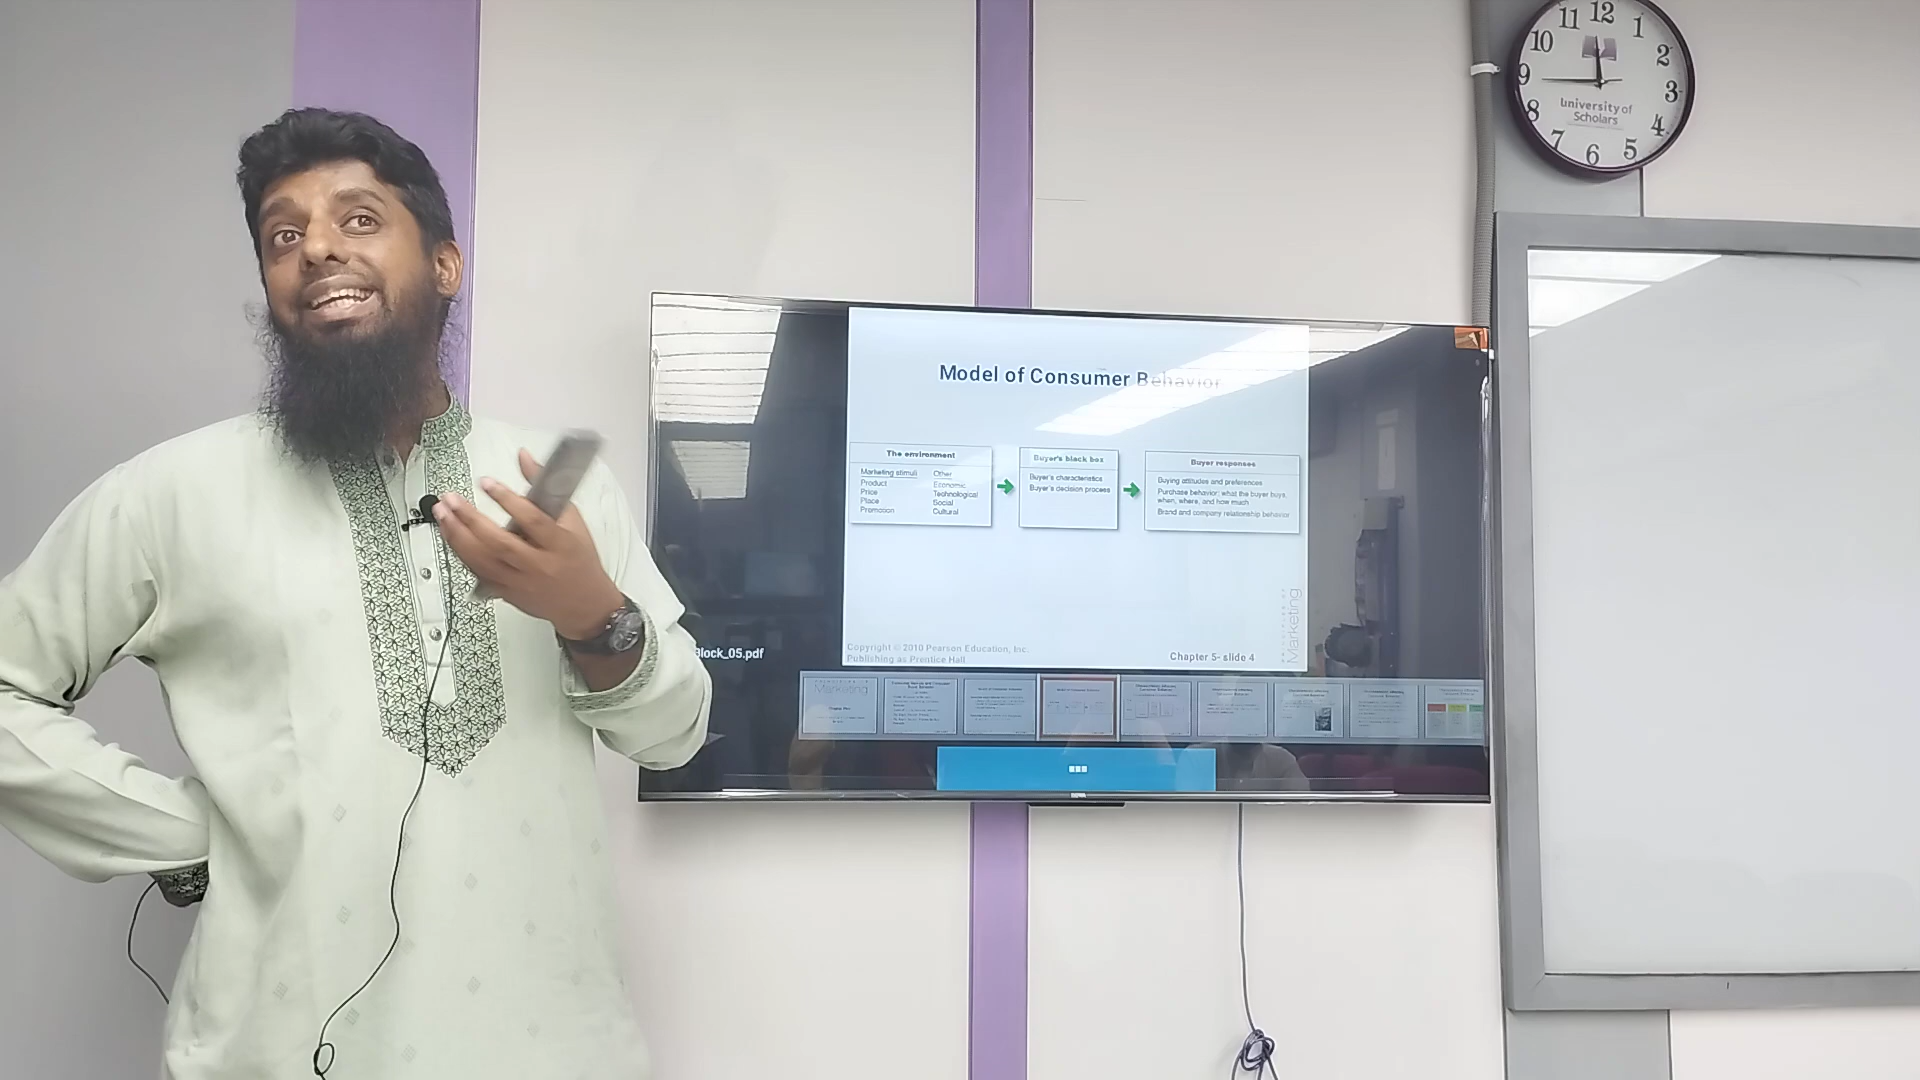 11 12 1
10 2
9 3
8 4
7 6 5
University of
Scholars
Model of Consumer Behavior
The environment
Marketing stimuli Other
Product Economic
Price Technological
Place Social
Promotion Cultural
Buyer's black box
Buyer's characteristics
Buyer's decision process
Buyer responses
Buying attitudes and preferences
Purchase behavior: what the buyer buys,
when, where, and how much
Brand and company relationship behavior
Marketing
Copyright © 2010 Pearson Education, Inc.
Publishing as Prentice Hall
Chapter 5- slide 4
Block_05.pdf
Marketing